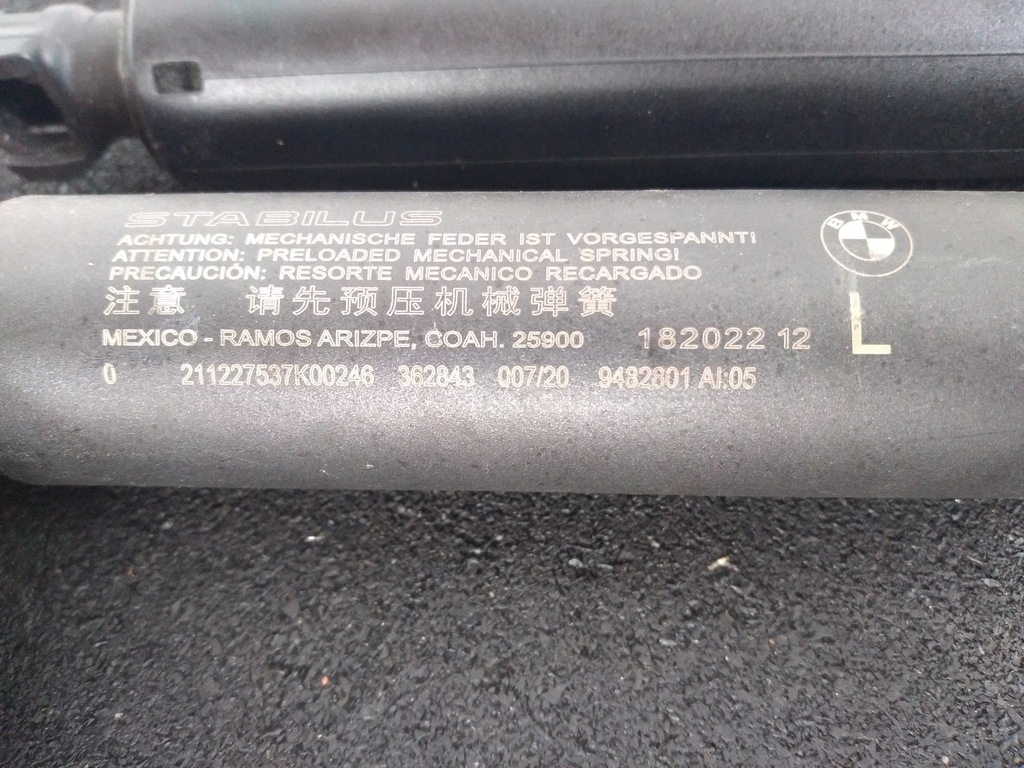 STABILUS
BMW
ACHTUNG: MECHANISCHE FEDER IST VORGESPANNT!
ATTENTION: PRELOADED MECHANICAL SPRING!
PRECAUCIÓN: RESORTE MECANICO RECARGADO
注意 请先预压机械弹簧
MEXICO - RAMOS ARIZPE, COAH. 25900 182022 12 L
0 211227537K00246 362843 007/20 9482801 AI:05